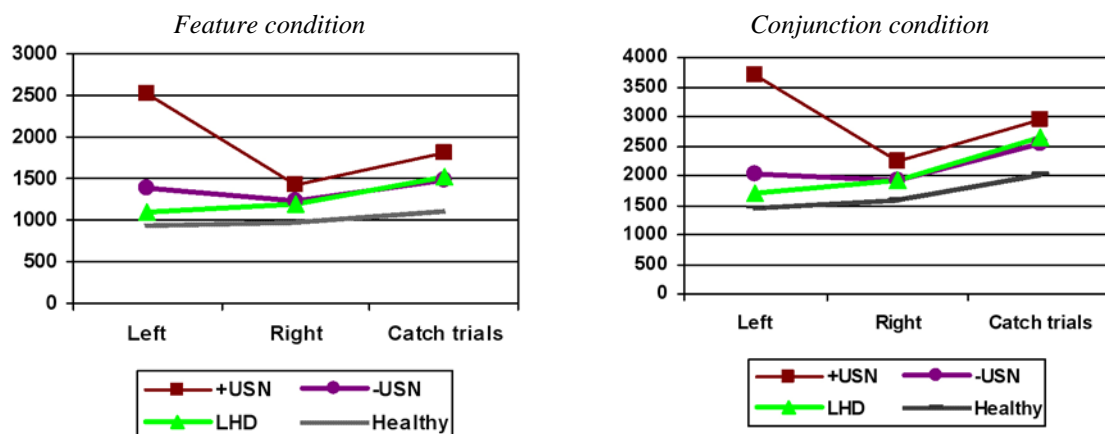 Feature condition
3000
2500
2000
1500
1000
500
0
Left Right Catch trials
+USN -USN
LHD Healthy
Conjunction condition
4000
3500
3000
2500
2000
1500
1000
500
0
Left Right Catch trials
+USN -USN
LHD Healthy